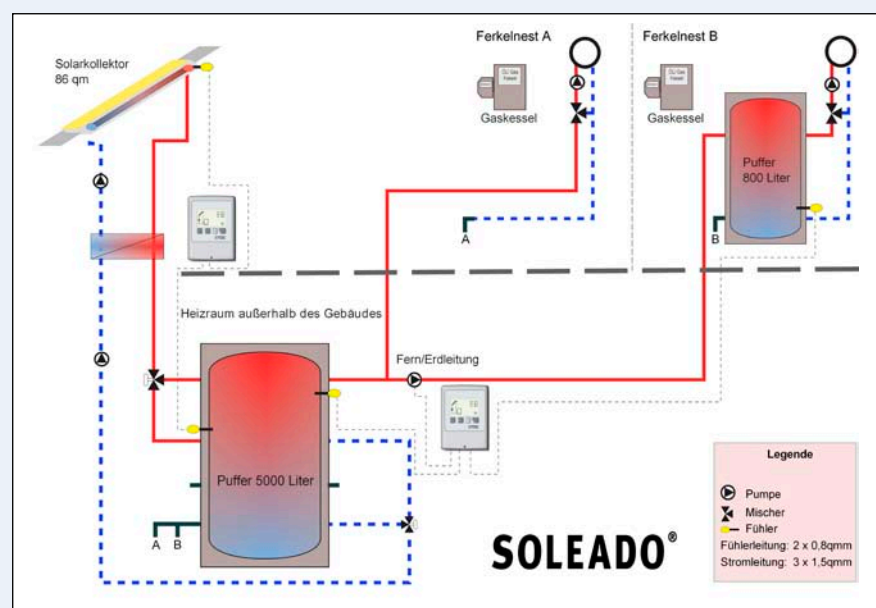 Solarkollektor
86 qm
Ferkelnest A
Ferkelnest B
Gaskessel
Gaskessel
Puffer
800 Liter
A
B
Heizraum außerhalb des Gebäudes
Fern/Erdleitung
Puffer 5000 Liter
A B
SOLEADO®
Legende
Pumpe
Mischer
Fühler
Fühlerleitung: 2 x 0,8qmm
Stromleitung: 3 x 1,5qmm